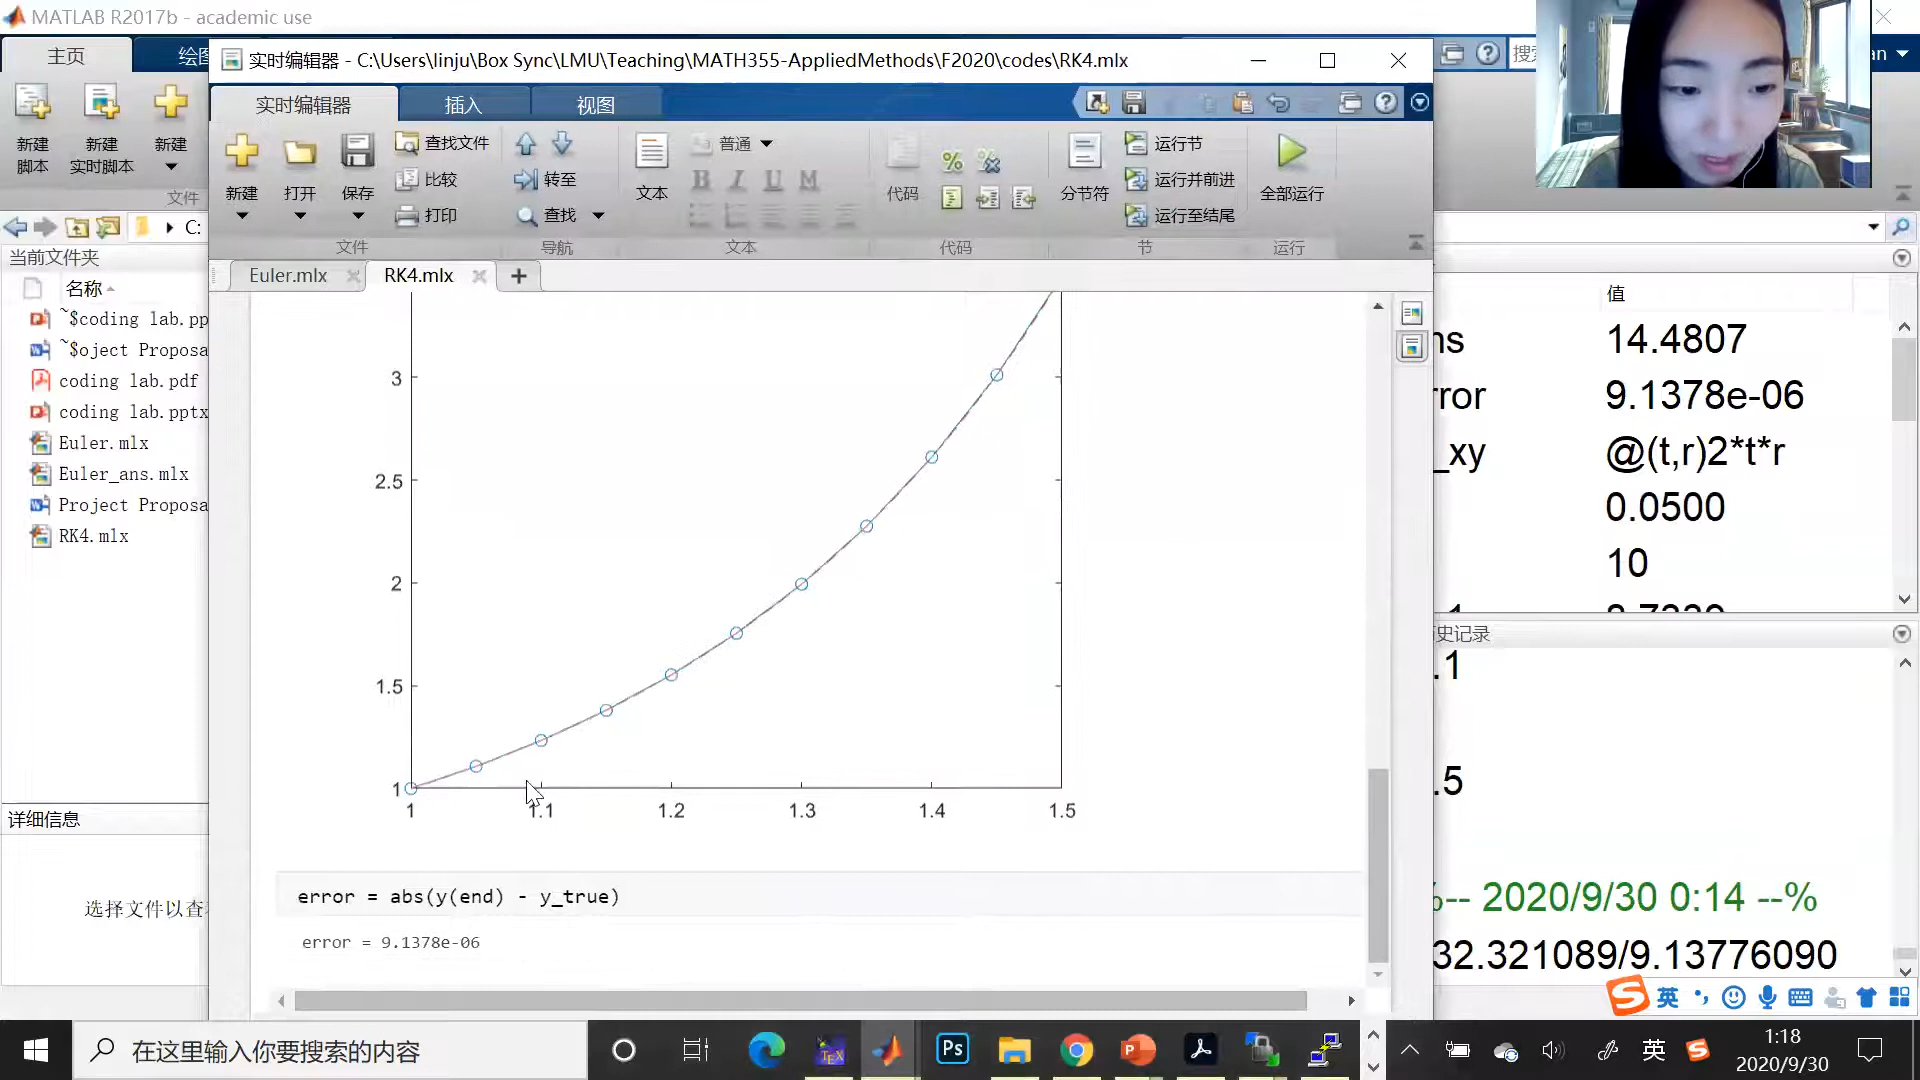 MATLAB R2017b - academic use
主页
绘图
实时编辑器 - C:\Users\linju\Box Sync\LMU\Teaching\MATH355-AppliedMethods\F2020\codes\RK4.mlx
实时编辑器
插入
视图
新建
脚本
新建
实时脚本
新建
文件
新建
打开
保存
查找文件
比较
打印
文件
转至
查找
导航
文本
普通
B I U M
文本
代码
代码
分节符
运行节
运行并前进
运行至结尾
节
全部运行
运行
搜索
an
C:
当前文件夹
名称
~$coding lab.pp
~$oject Proposa
coding lab.pdf
coding lab.pptx
Euler.mlx
Euler_ans.mlx
Project Proposa
RK4.mlx
详细信息
选择文件以查
Euler.mlx
RK4.mlx
3
2.5
2
1.5
1
1 1.1 1.2 1.3 1.4 1.5
error = abs(y(end) - y_true)
error = 9.1378e-06
值
ns 14.4807
rror 9.1378e-06
_xy @(t,r)2*t*r
0.0500
10
史记录
.1
.5
%-- 2020/9/30 0:14 --%
32.321089/9.13776090
英
在这里输入你要搜索的内容
TEX
Ps
英
1:18
2020/9/30